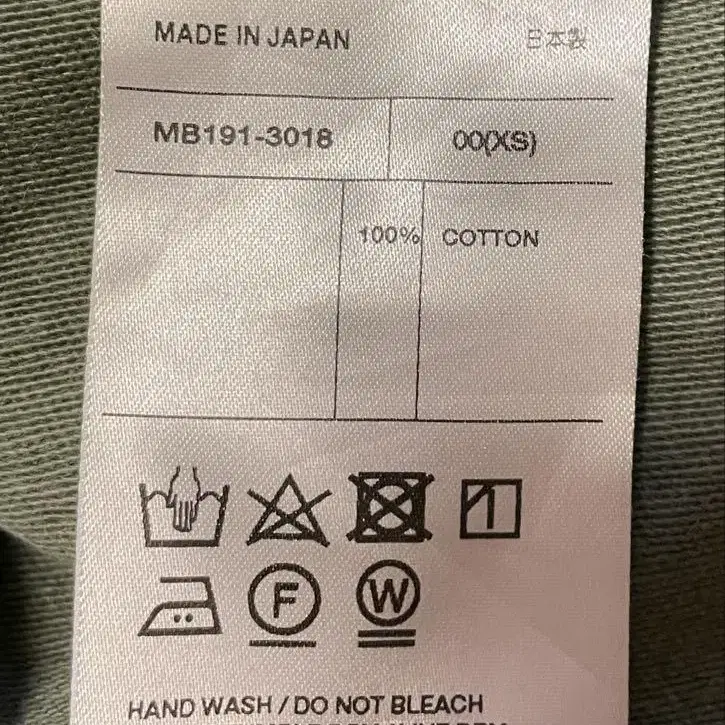 MADE IN JAPAN 日本製
MB191-3018 00(XS)
100% COTTON
F W
HAND WASH / DO NOT BLEACH